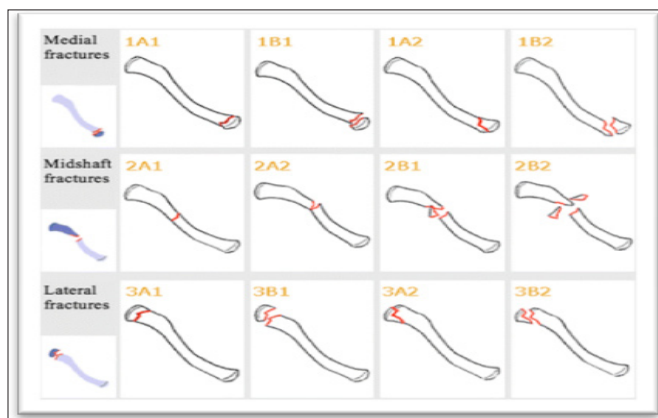 Medial
fractures
1A1
1B1
1A2
1B2
Midshaft
fractures
2A1
2A2
2B1
2B2
Lateral
fractures
3A1
3B1
3A2
3B2